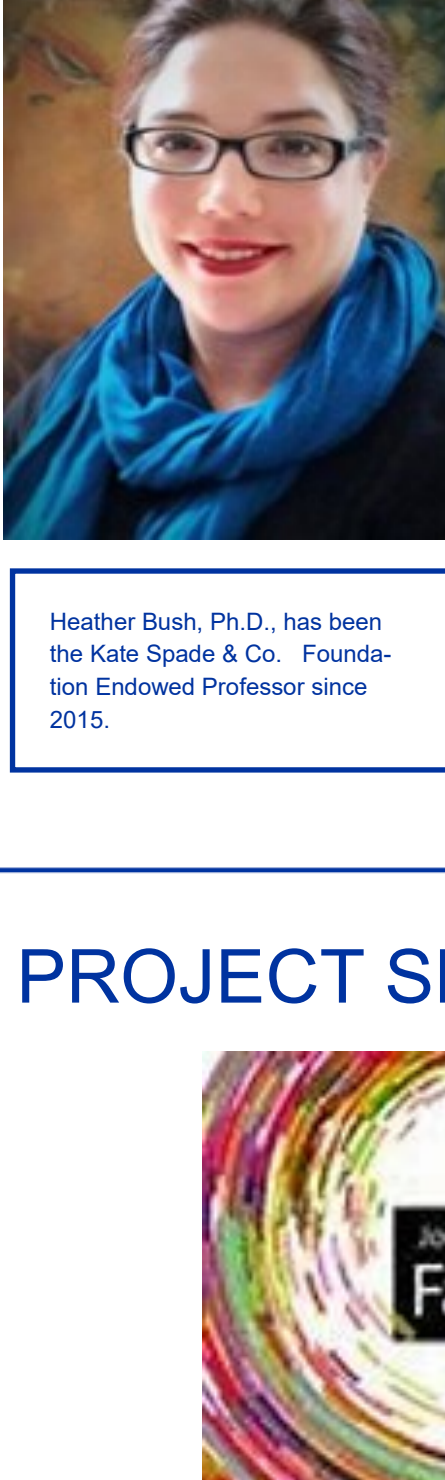 Heather Bush, Ph.D., has been
the Kate Spade & Co. Founda-
tion Endowed Professor since
2015.
PROJECT